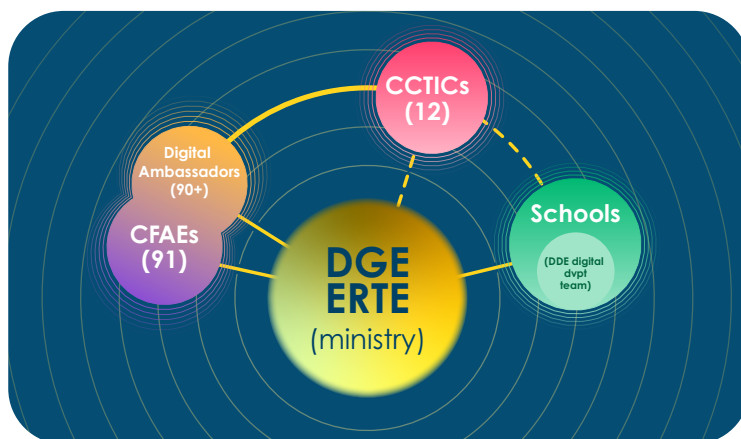 CCTICs
(12)
Digital
Ambassadors
(90+)
CFAEs
(91)
Schools
(DDE digital
dvpt
team)
DGE
ERTE
(ministry)